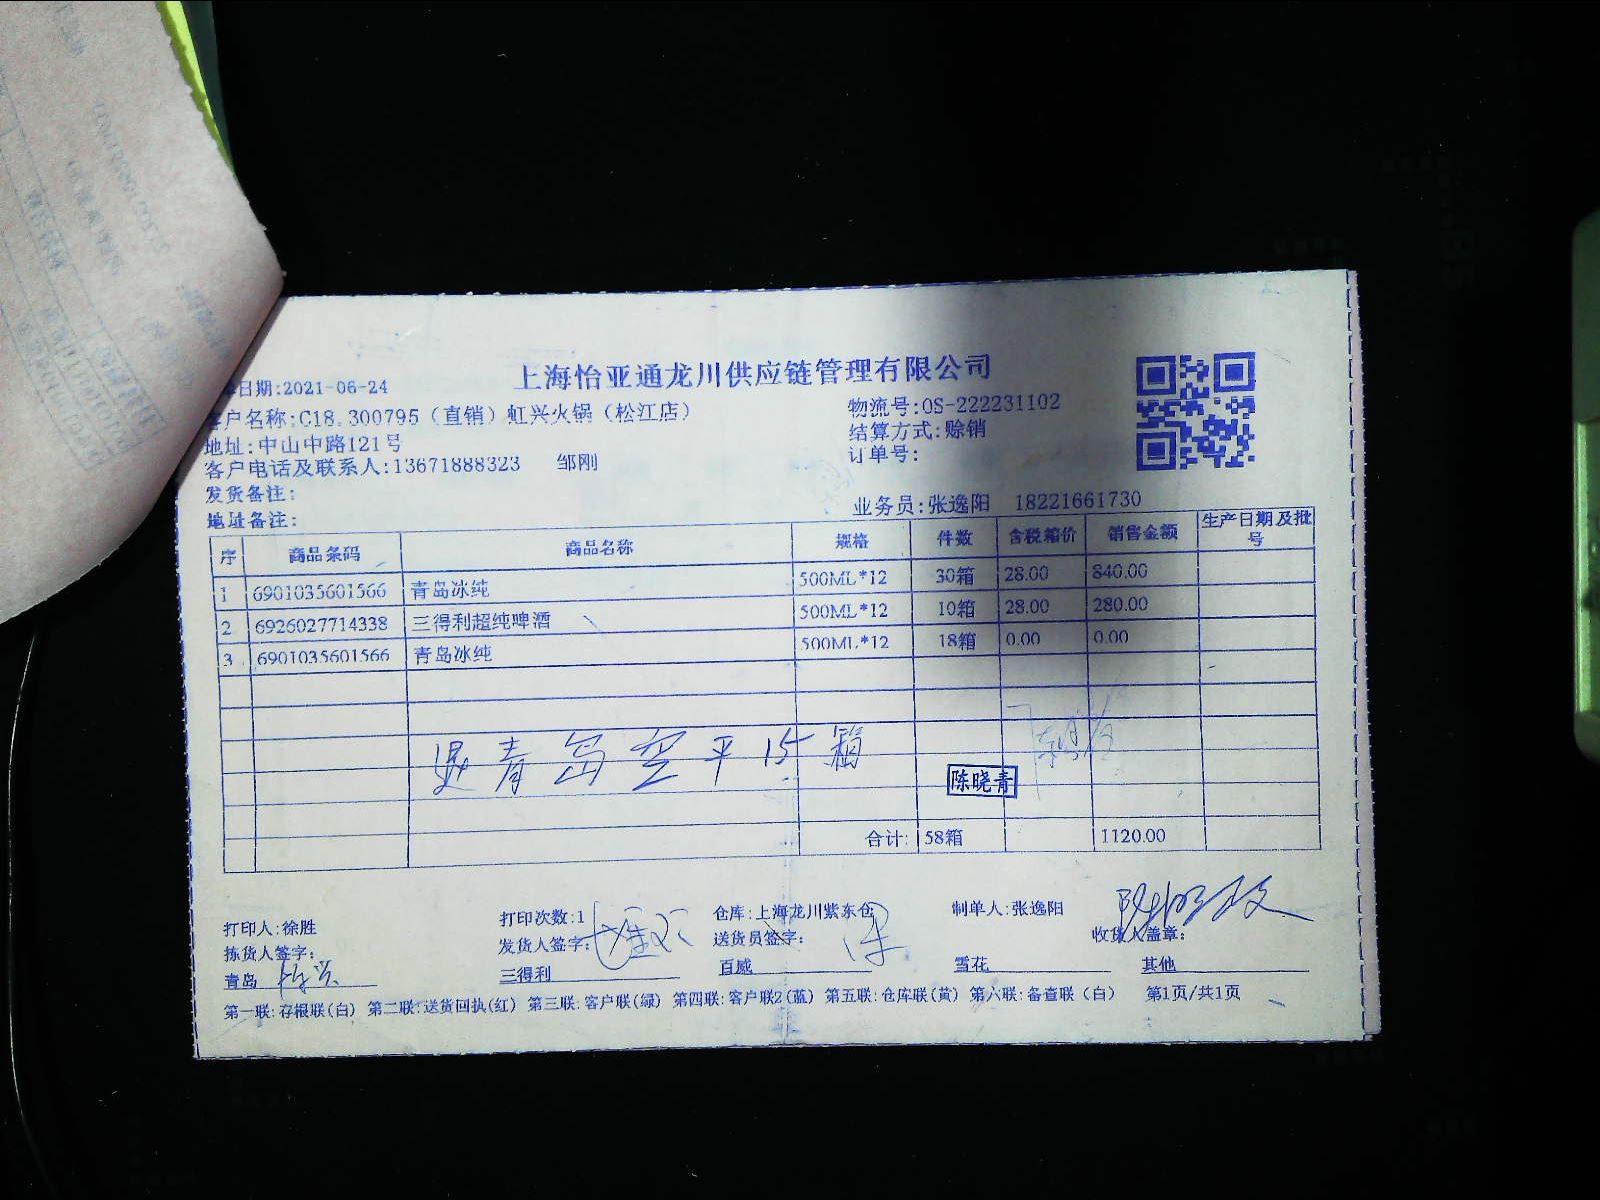 上海怡亚通龙川供应链管理有限公司
日期:2021-06-24
客户名称:C18.300795（直销）虹兴火锅（松江店）
物流号:OS-222231102
地址:中山中路121号
结算方式:赊销
客户电话及联系人:13671888323 邹刚
订单号:
发货备注:
地址备注:
业务员:张逸阳 18221661730
序 商品条码 商品名称 规格 件数 含税箱价 销售金额 生产日期及批号
1 6901035601566 青岛冰纯 500ML*12 30箱 28.00 840.00
2 6926027714338 三得利超纯啤酒 500ML*12 10箱 28.00 280.00
3 6901035601566 青岛冰纯 500ML*12 18箱 0.00 0.00
退青岛空平15箱
陈晓青
合计: 58箱 1120.00
打印人:徐胜 打印次数:1 仓库:上海龙川紫东仓 制单人:张逸阳
拣货人签字: 发货人签字: 送货员签字: 收货人盖章:
青岛 三得利 百威 雪花 其他
第一联:存根联(白) 第二联:送货回执(红) 第三联:客户联(绿) 第四联:客户联2(蓝) 第五联:仓库联(黄) 第六联:备查联（白） 第1页/共1页